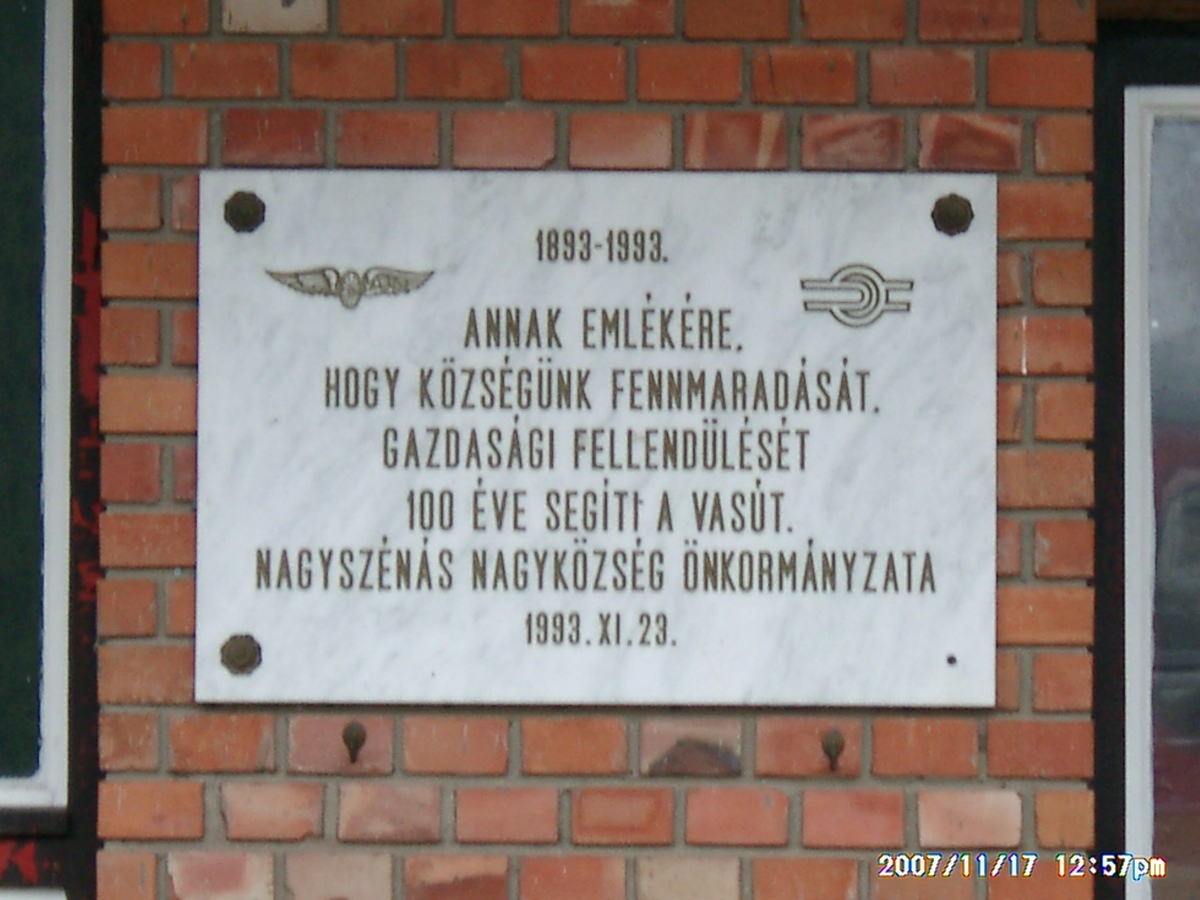 1893-1993.
ANNAK EMLÉKÉRE,
HOGY KÖZSÉGÜNK FENNMARADÁSÁT,
GAZDASÁGI FELLENDÜLÉSÉT
100 ÉVE SEGÍTI A VASÚT.
NAGYSZÉNÁS NAGYKÖZSÉG ÖNKORMÁNYZATA
1993.XI.23.
2007/11/17 12:57pm